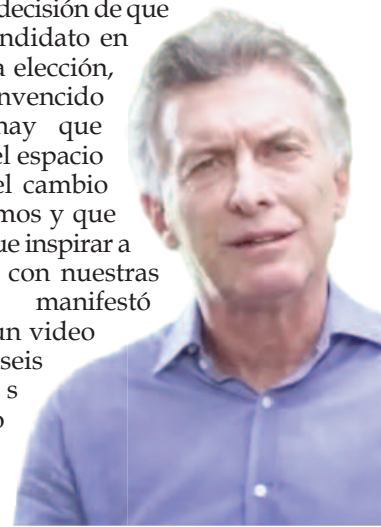 decisión de que
ndidato en
a elección,
nvencido
hay que
el espacio
el cambio
mos y que
ue inspirar a
con nuestras
manifestó
un video
seis
s
o